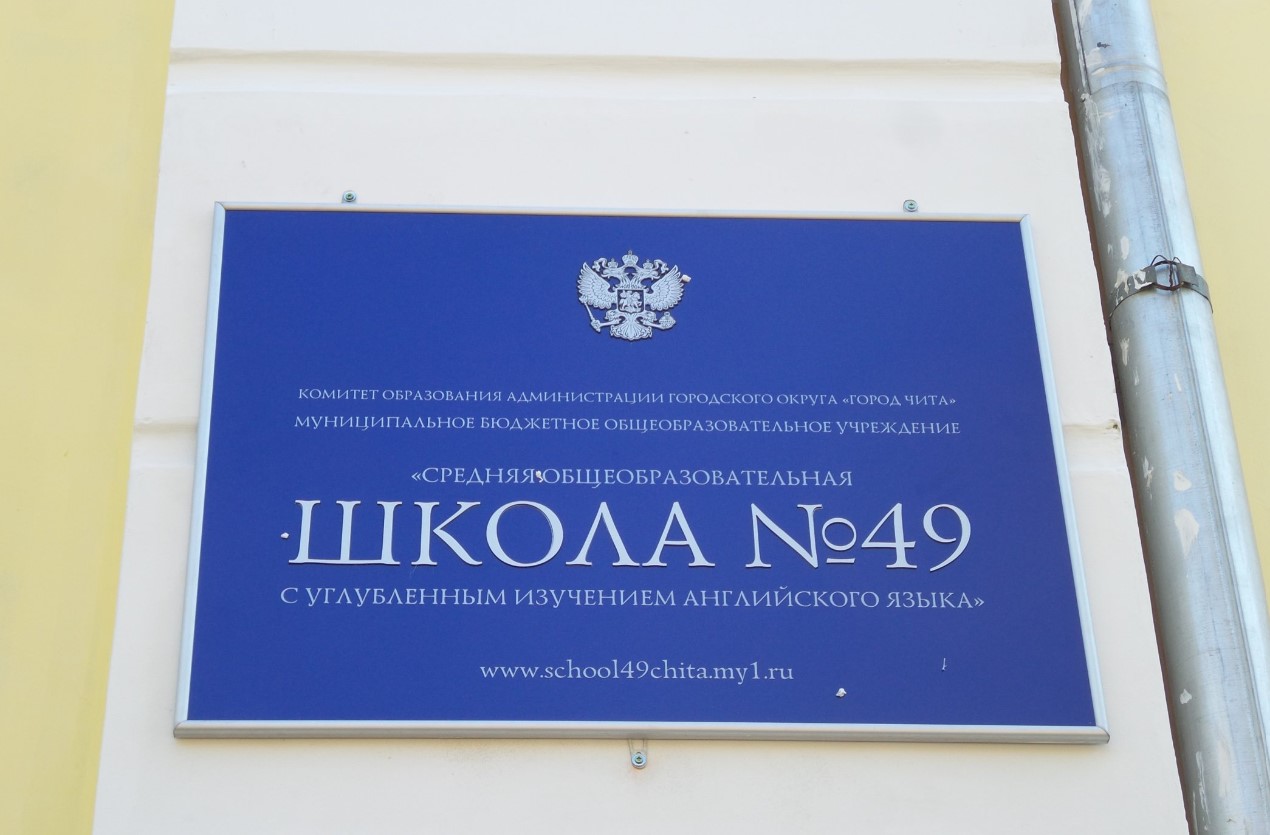 КОМИТЕТ ОБРАЗОВАНИЯ АДМИНИСТРАЦИИ ГОРОДСКОГО ОКРУГА «ГОРОД ЧИТА»
МУНИЦИПАЛЬНОЕ БЮДЖЕТНОЕ ОБЩЕОБРАЗОВАТЕЛЬНОЕ УЧРЕЖДЕНИЕ
«СРЕДНЯЯ ОБЩЕОБРАЗОВАТЕЛЬНАЯ
ШКОЛА №49
С УГЛУБЛЕННЫМ ИЗУЧЕНИЕМ АНГЛИЙСКОГО ЯЗЫКА»
www.school49chita.my1.ru